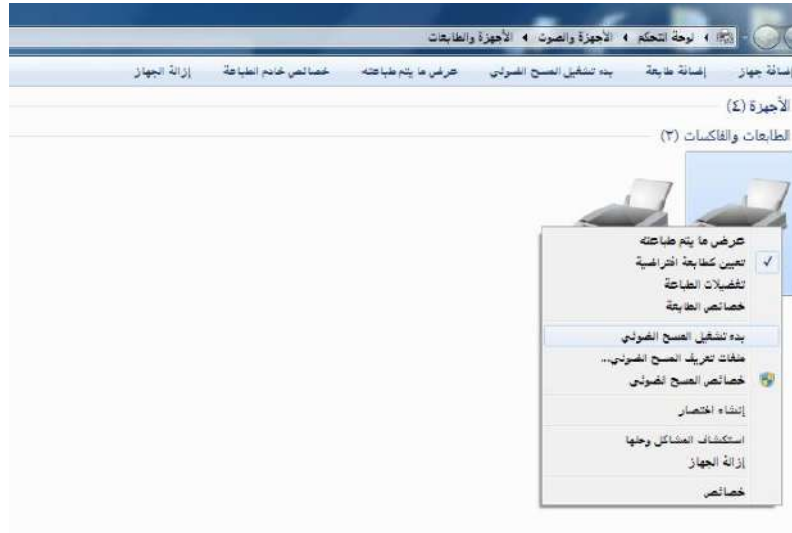 لوحة التحكم ‹ الأجهزة والصوت ‹ الأجهزة والطابعات
إضافة جهاز إضافة طابعة بدء تشغيل المسح الضوئي عرض ما يتم طباعته خصائص خادم الطباعة إزالة الجهاز
الأجهزة (٤)
الطابعات والفاكسات (٢)
عرض ما يتم طباعته
تعيين كطابعة افتراضية
تفضيلات الطباعة
خصائص الطابعة
بدء تشغيل المسح الضوئي
ملفات تعريف المسح الضوئي...
خصائص المسح الضوئي
إنشاء اختصار
استكشاف المشاكل وحلها
إزالة الجهاز
خصائص